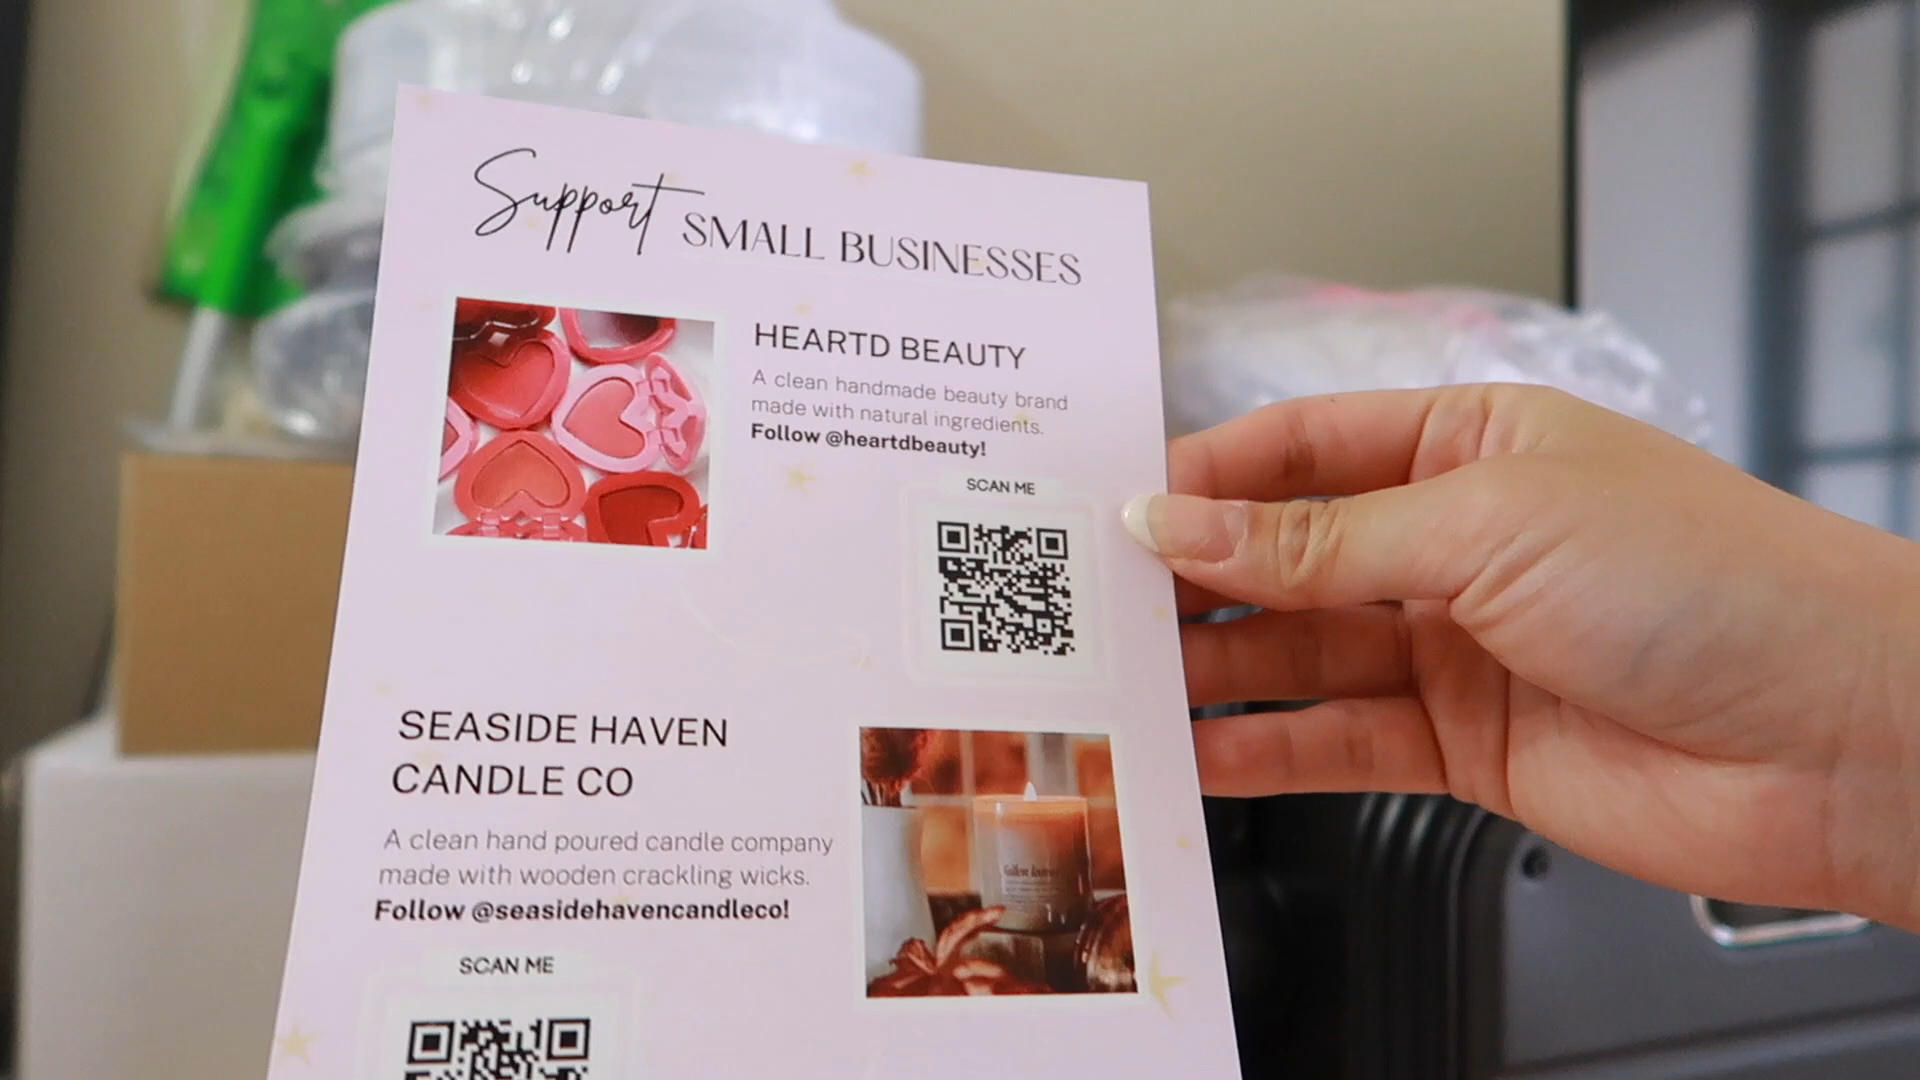 Support SMALL BUSINESSES
HEARTD BEAUTY
A clean handmade beauty brand
made with natural ingredients.
Follow @heartdbeauty!
SCAN ME
SEASIDE HAVEN
CANDLE CO
A clean hand poured candle company
made with wooden crackling wicks.
Follow @seasidehavencandleco!
SCAN ME